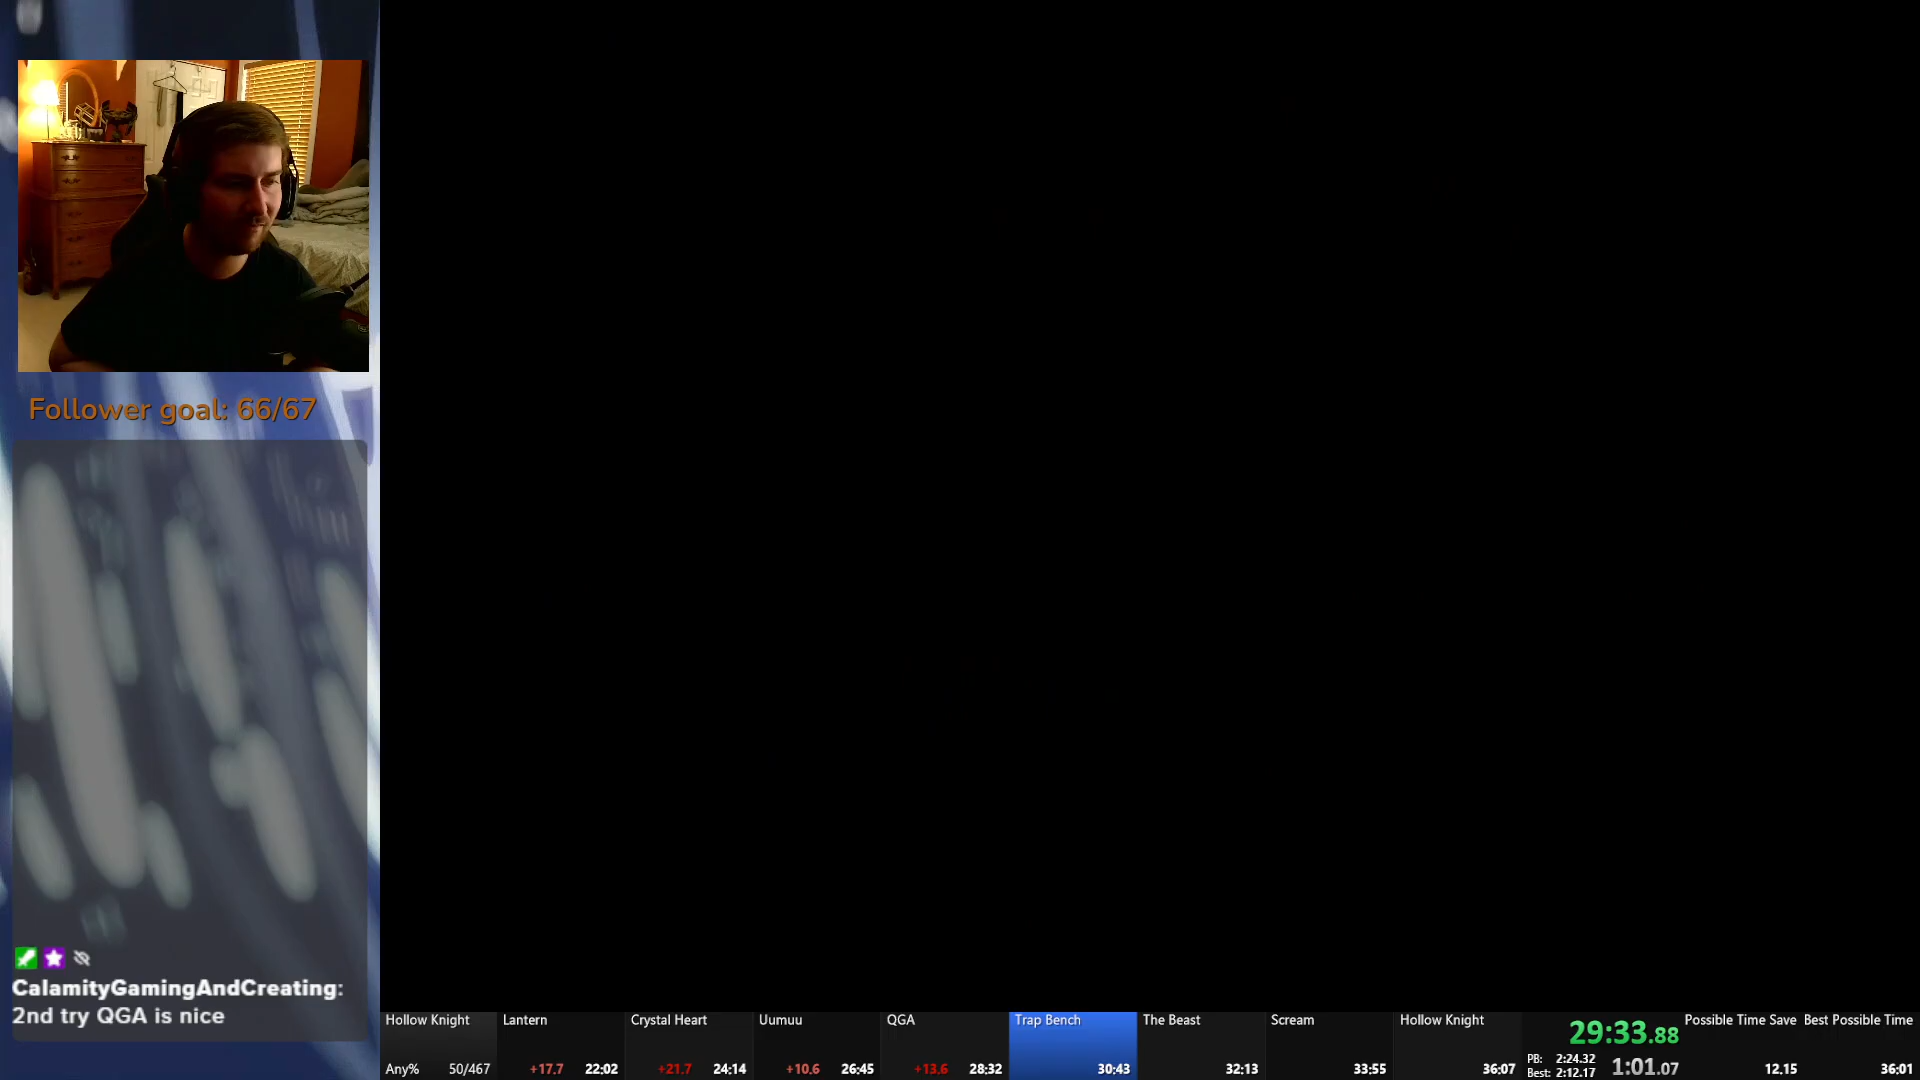 Follower goal: 66/67
CalamityGamingAndCreating:
2nd try QGA is nice
Hollow Knight
Any% 50/467
Lantern
+17.7 22:02
Crystal Heart
+21.7 24:14
Uumuu
+10.6 26:45
QGA
+13.6 28:32
Trap Bench
30:43
The Beast
32:13
Scream
33:55
Hollow Knight
36:07
29:33.88
PB: 2:24.32
Best: 2:12.17
1:01.07
Possible Time Save
12.15
Best Possible Time
36:01